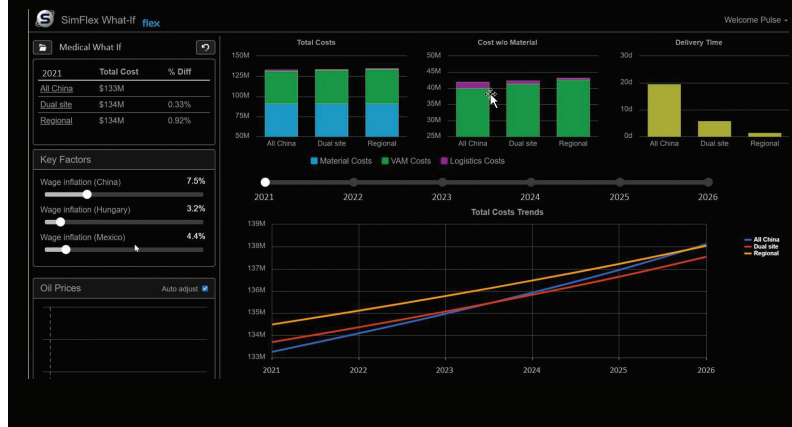 S SimFlex What-If flex
Welcome Pulse
Medical What If
2021 Total Cost % Diff
All China $133M
Dual site $134M 0.33%
Regional $134M 0.92%
Key Factors
Wage inflation (China) 7.5%
Wage inflation (Hungary) 3.2%
Wage inflation (Mexico) 4.4%
Oil Prices Auto adjust
Total Costs
150M
125M
100M
75M
50M
All China Dual site Regional
Cost w/o Material
50M
45M
40M
35M
30M
25M
All China Dual site Regional
Delivery Time
30d
20d
10d
0d
All China Dual site Regional
Material Costs VAM Costs Logistics Costs
2021 2022 2023 2024 2025 2026
Total Costs Trends
139M
138M
137M
136M
135M
134M
133M
2021 2022 2023 2024 2025 2026
All China
Dual site
Regional